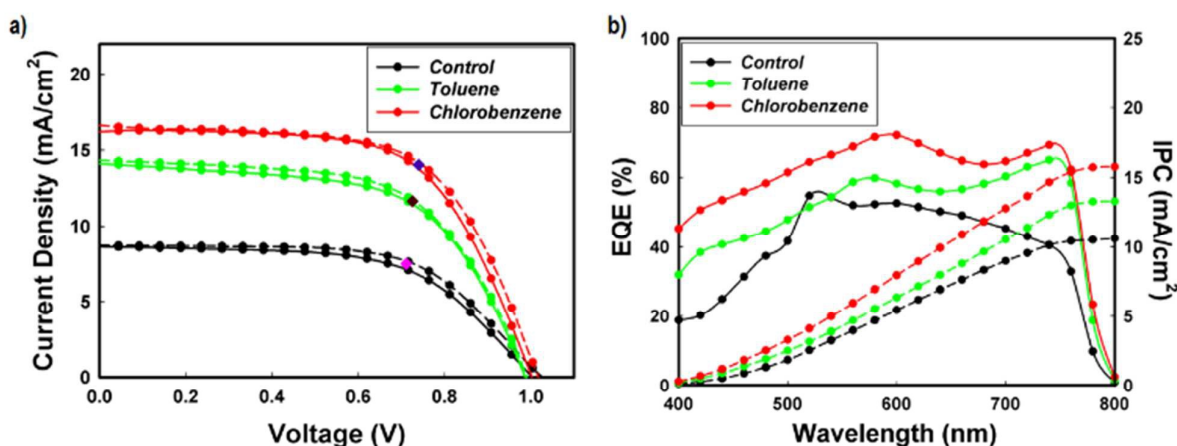 a)
Current Density (mA/cm²)
20
15
10
5
0
0.0 0.2 0.4 0.6 0.8 1.0
Voltage (V)
Control
Toluene
Chlorobenzene
b)
EQE (%)
100
80
60
40
20
0
400 500 600 700 800
Wavelength (nm)
Control
Toluene
Chlorobenzene
25
20
15
10
5
0
IPC (mA/cm²)